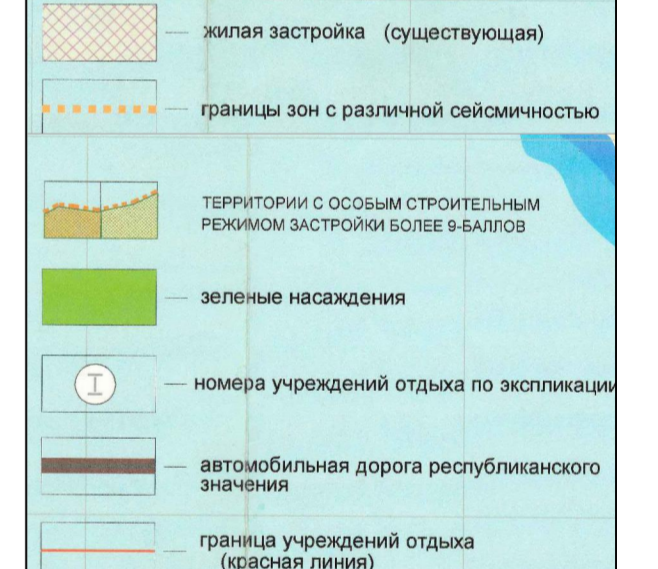 жилая застройка (существующая)
границы зон с различной сейсмичностью
ТЕРРИТОРИИ С ОСОБЫМ СТРОИТЕЛЬНЫМ
РЕЖИМОМ ЗАСТРОЙКИ БОЛЕЕ 9-БАЛЛОВ
зеленые насаждения
I
номера учреждений отдыха по экспликации
автомобильная дорога республиканского
значения
граница учреждений отдыха
(красная линия)